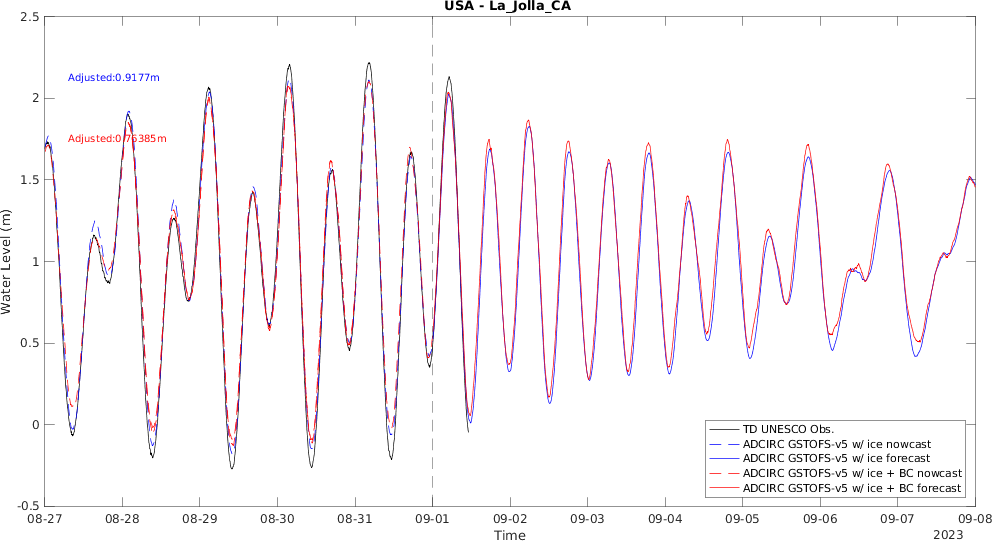 USA - La_Jolla_CA
2.5
2
1.5
1
0.5
0
-0.5
Water Level (m)
Adjusted:0.9177m
Adjusted:0.76385m
TD UNESCO Obs.
ADCIRC GSTOFS-v5 w/ ice nowcast
ADCIRC GSTOFS-v5 w/ ice forecast
ADCIRC GSTOFS-v5 w/ ice + BC nowcast
ADCIRC GSTOFS-v5 w/ ice + BC forecast
08-27 08-28 08-29 08-30 08-31 09-01 09-02 09-03 09-04 09-05 09-06 09-07 09-08
Time
2023